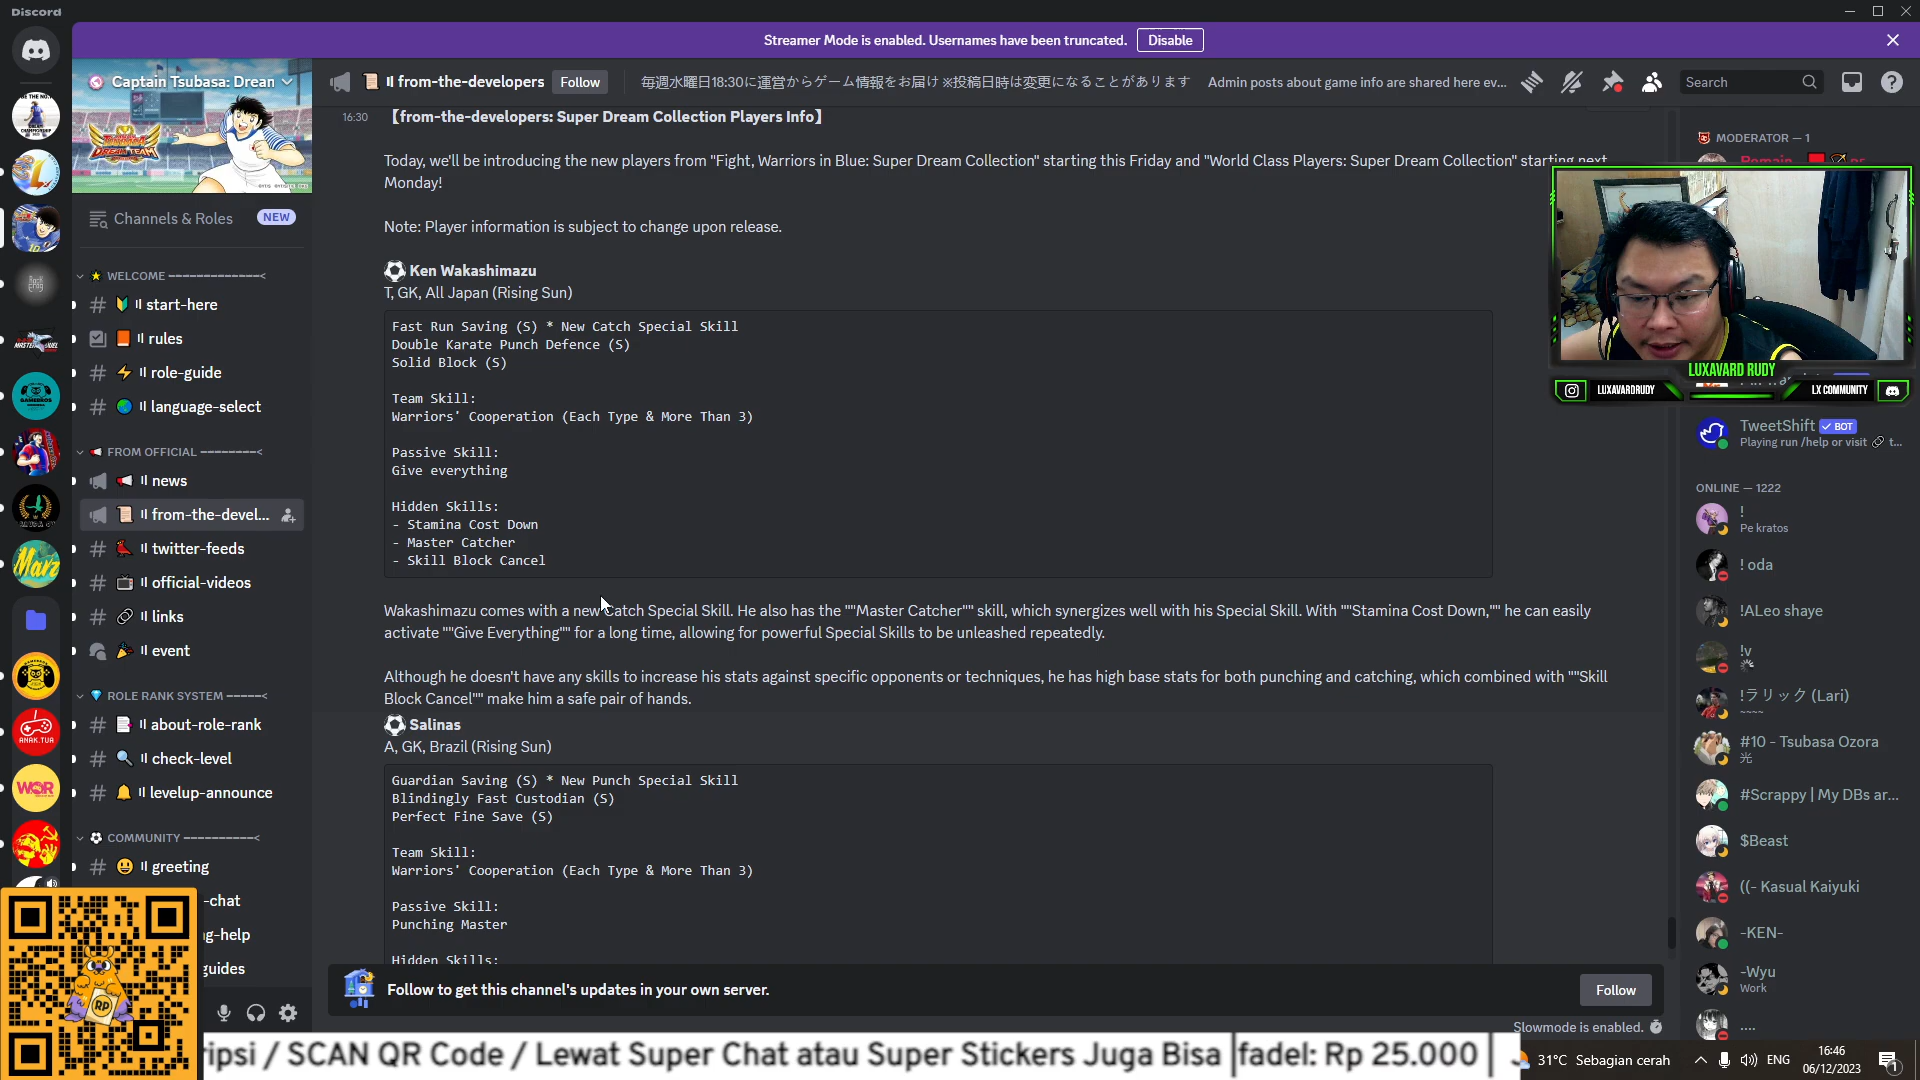 Discord
Streamer Mode is enabled. Usernames have been truncated. Disable
Captain Tsubasa: Drean
from-the-developers Follow
毎週水曜日18:30に運営からゲーム情報をお届け ※投稿日時は変更になることがあります Admin posts about game info are shared here ev...
Search
Channels & Roles NEW
WELCOME -------------<
start-here
rules
role-guide
language-select
FROM OFFICIAL --------<
news
from-the-devel...
twitter-feeds
official-videos
links
event
ROLE RANK SYSTEM -----<
about-role-rank
check-level
levelup-announce
COMMUNITY ----------<
greeting
-chat
g-help
guides
16:30
【from-the-developers: Super Dream Collection Players Info】
Today, we'll be introducing the new players from "Fight, Warriors in Blue: Super Dream Collection" starting this Friday and "World Class Players: Super Dream Collection" starting next
Monday!
Note: Player information is subject to change upon release.
Ken Wakashimazu
T, GK, All Japan (Rising Sun)
Fast Run Saving (S) * New Catch Special Skill
Double Karate Punch Defence (S)
Solid Block (S)
Team Skill:
Warriors' Cooperation (Each Type & More Than 3)
Passive Skill:
Give everything
Hidden Skills:
- Stamina Cost Down
- Master Catcher
- Skill Block Cancel
Wakashimazu comes with a new Catch Special Skill. He also has the ""Master Catcher"" skill, which synergizes well with his Special Skill. With ""Stamina Cost Down,"" he can easily
activate ""Give Everything"" for a long time, allowing for powerful Special Skills to be unleashed repeatedly.
Although he doesn't have any skills to increase his stats against specific opponents or techniques, he has high base stats for both punching and catching, which combined with ""Skill
Block Cancel"" make him a safe pair of hands.
Salinas
A, GK, Brazil (Rising Sun)
Guardian Saving (S) * New Punch Special Skill
Blindingly Fast Custodian (S)
Perfect Fine Save (S)
Team Skill:
Warriors' Cooperation (Each Type & More Than 3)
Passive Skill:
Punching Master
Hidden Skills:
Follow to get this channel's updates in your own server. Follow
Slowmode is enabled.
MODERATOR — 1
LUXAVARD RUDY
LUXAVARDRUDY
LX COMMUNITY
TweetShift BOT
Playing run /help or visit t...
ONLINE — 1222
!
Pe kratos
! oda
!ALeo shaye
!v
!ラリック (Lari)
~~~~
#10 - Tsubasa Ozora
光
#Scrappy | My DBs ar...
$Beast
((- Kasual Kaiyuki
-KEN-
-Wyu
Work
....
ANAK.TUA
WQR
Marz
RP
ripsi / SCAN QR Code / Lewat Super Chat atau Super Stickers Juga Bisa |fadel: Rp 25.000 |
31°C Sebagian cerah
ENG
16:46
06/12/2023
1